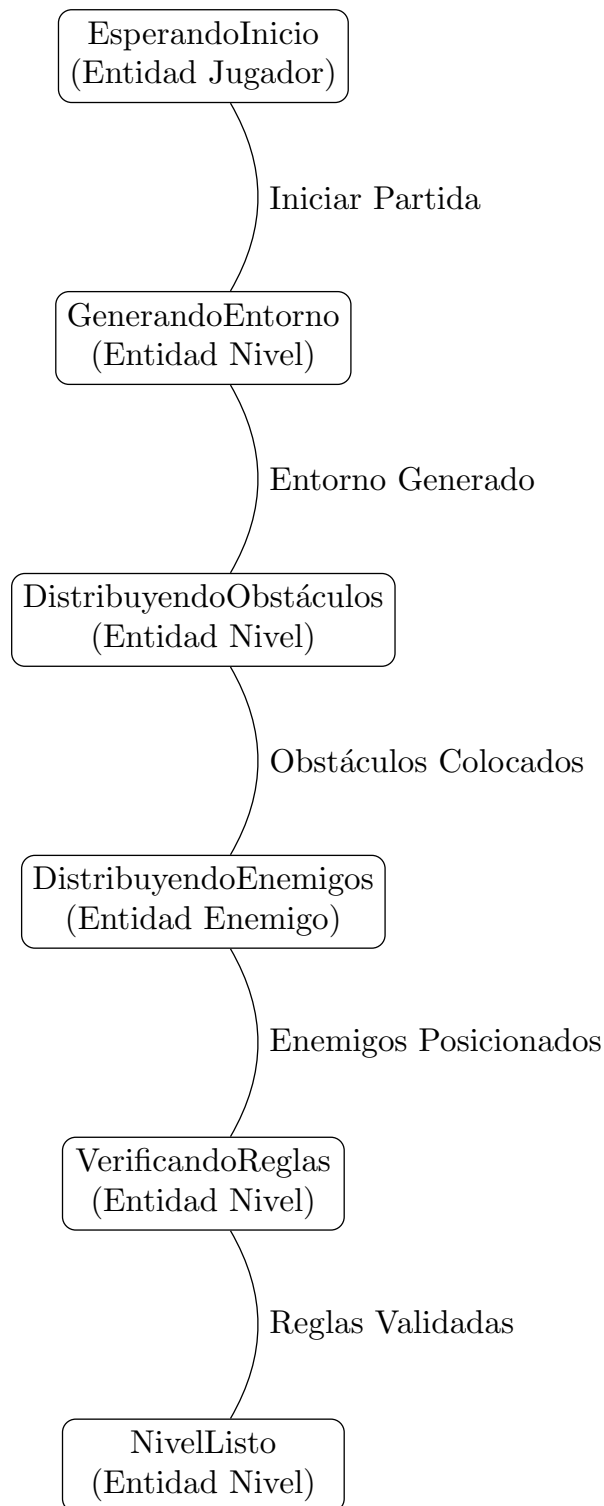 EsperandoInicio
(Entidad Jugador)
Iniciar Partida
GenerandoEntorno
(Entidad Nivel)
Entorno Generado
DistribuyendoObstáculos
(Entidad Nivel)
Obstáculos Colocados
DistribuyendoEnemigos
(Entidad Enemigo)
Enemigos Posicionados
VerificandoReglas
(Entidad Nivel)
Reglas Validadas
NivelListo
(Entidad Nivel)